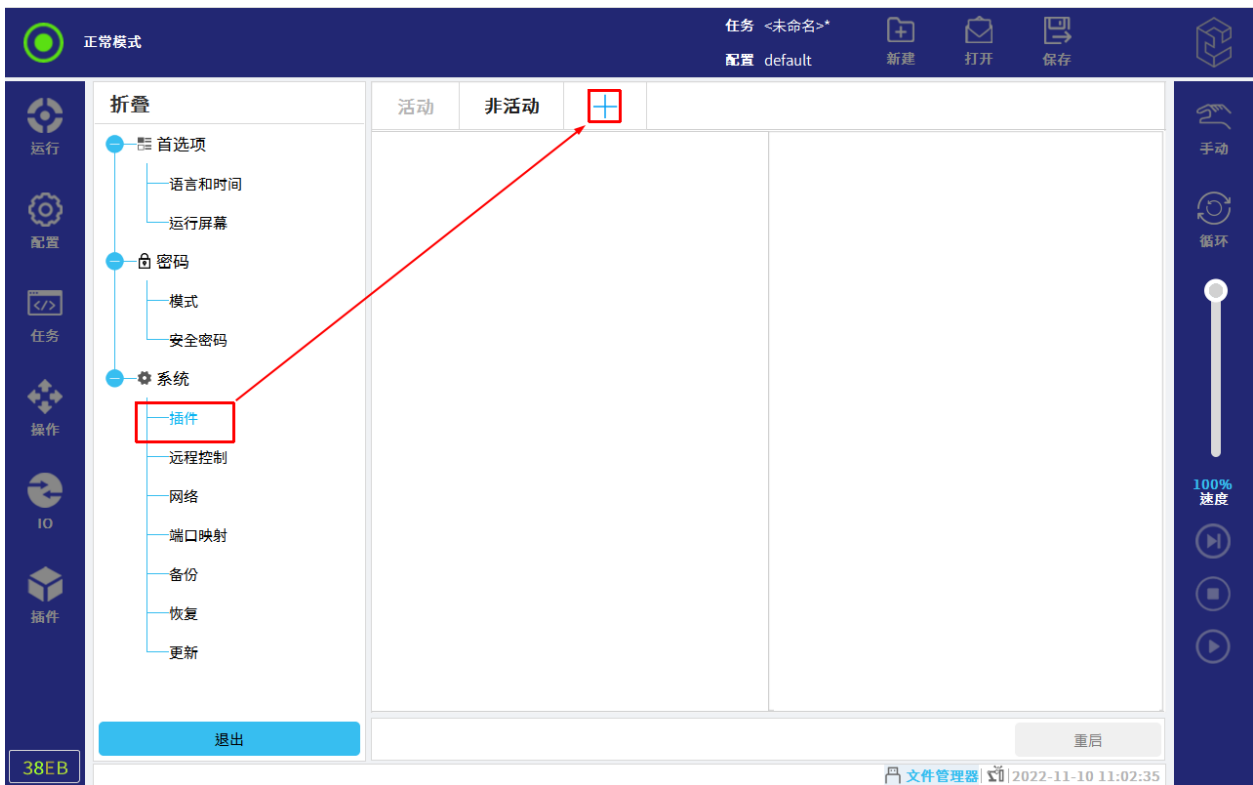 正常模式
任务 <未命名>*
配置 default
新建
打开
保存
运行
配置
任务
操作
IO
插件
38EB
折叠
首选项
语言和时间
运行屏幕
密码
模式
安全密码
系统
插件
远程控制
网络
端口映射
备份
恢复
更新
退出
活动 非活动
重启
文件管理器 2022-11-10 11:02:35
手动
循环
100%
速度